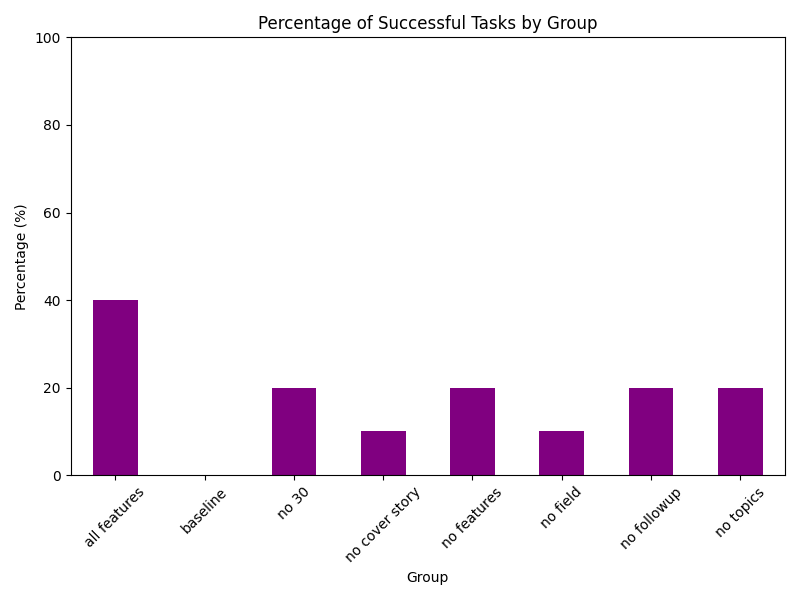 Percentage of Successful Tasks by Group
Percentage (%)
100
80
60
40
20
0
all features
baseline
no 30
no cover story
no features
no field
no followup
no topics
Group